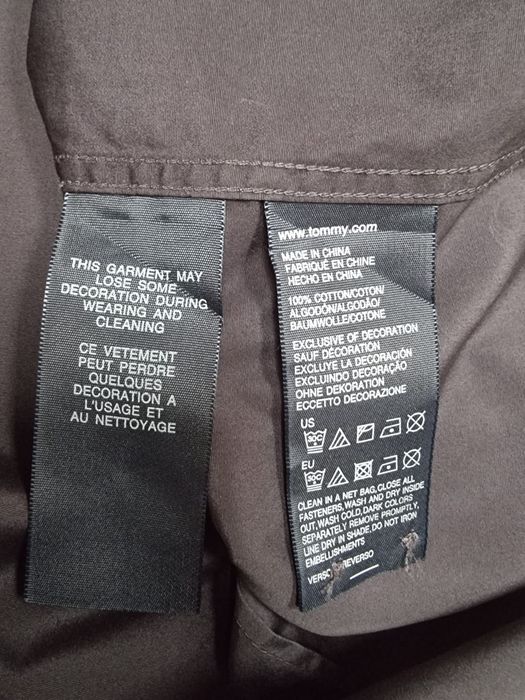 THIS GARMENT MAY
LOSE SOME
DECORATION DURING
WEARING AND
CLEANING
CE VETEMENT
PEUT PERDRE
QUELQUES
DECORATION A
L'USAGE ET
AU NETTOYAGE
www.tommy.com
MADE IN CHINA
FABRIQUÉ EN CHINE
HECHO EN CHINA
100% COTTON/COTON/
ALGODÓN/ALGODÃO/
BAUMWOLLE/COTONE
EXCLUSIVE OF DECORATION
SAUF DÉCORATION
EXCLUYE LA DECORACIÓN
EXCLUINDO DECORAÇÃO
OHNE DEKORATION
ECCETTO DECORAZIONE
US
30C
EU
30C
CLEAN IN A NET BAG,CLOSE ALL
FASTENERS,WASH AND DRY INSIDE
OUT,WASH COLD,DARK COLORS
SEPARATELY REMOVE PROMPTLY,
LINE DRY IN SHADE.DO NOT IRON
EMBELLISHMENTS
REVERSO